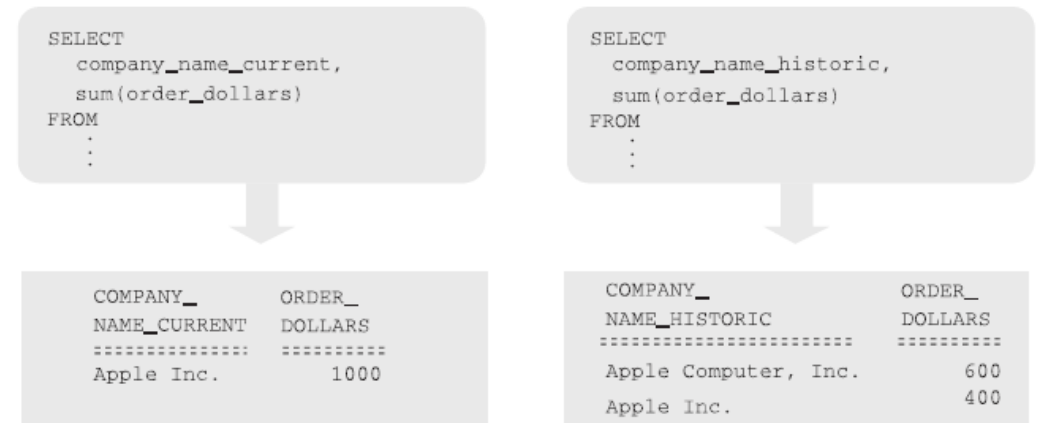 SELECT
company_name_current,
sum(order_dollars)
FROM
:
SELECT
company_name_historic,
sum(order_dollars)
FROM
:
COMPANY_ ORDER_
NAME_CURRENT DOLLARS
=============== ==========
Apple Inc. 1000
COMPANY_ ORDER_
NAME_HISTORIC DOLLARS
======================== ==========
Apple Computer, Inc. 600
Apple Inc. 400